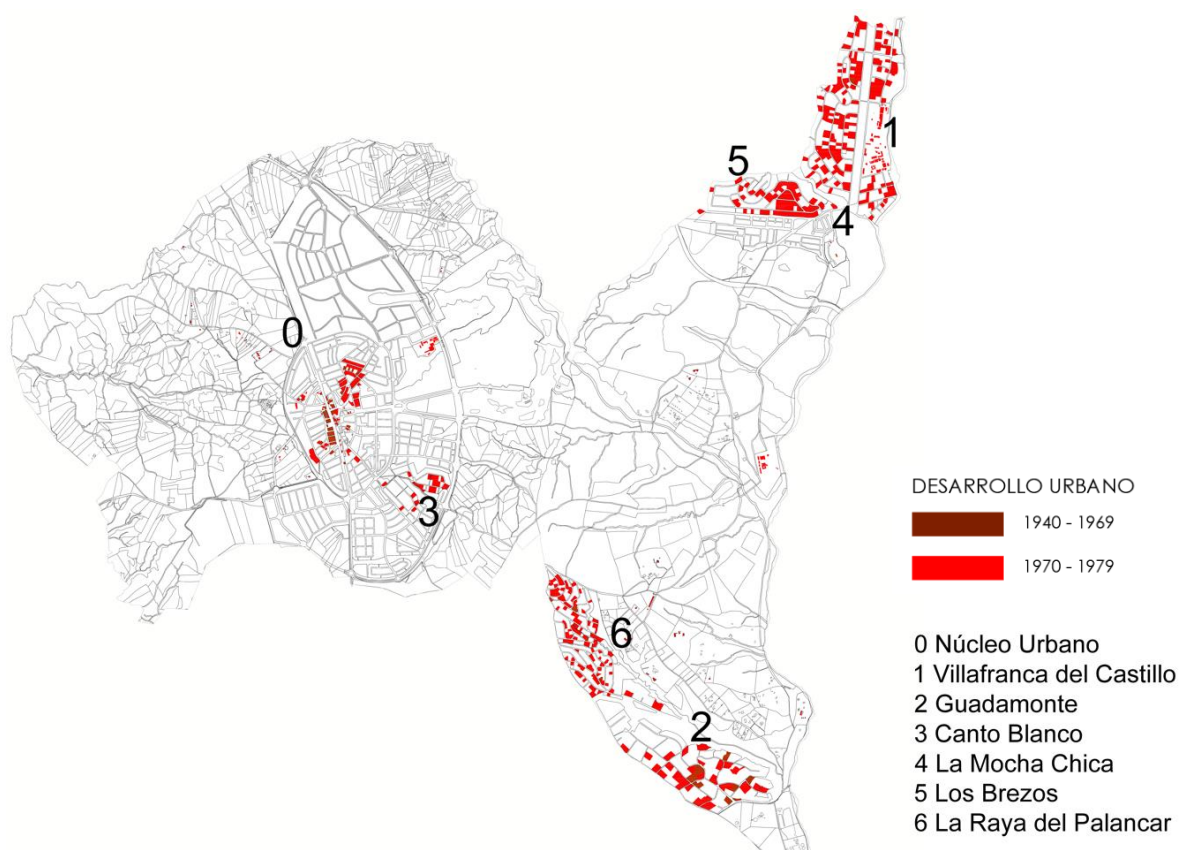 1
5
4
0
3
6
2
DESARROLLO URBANO
1940 - 1969
1970 - 1979
0 Núcleo Urbano
1 Villafranca del Castillo
2 Guadamonte
3 Canto Blanco
4 La Mocha Chica
5 Los Brezos
6 La Raya del Palancar